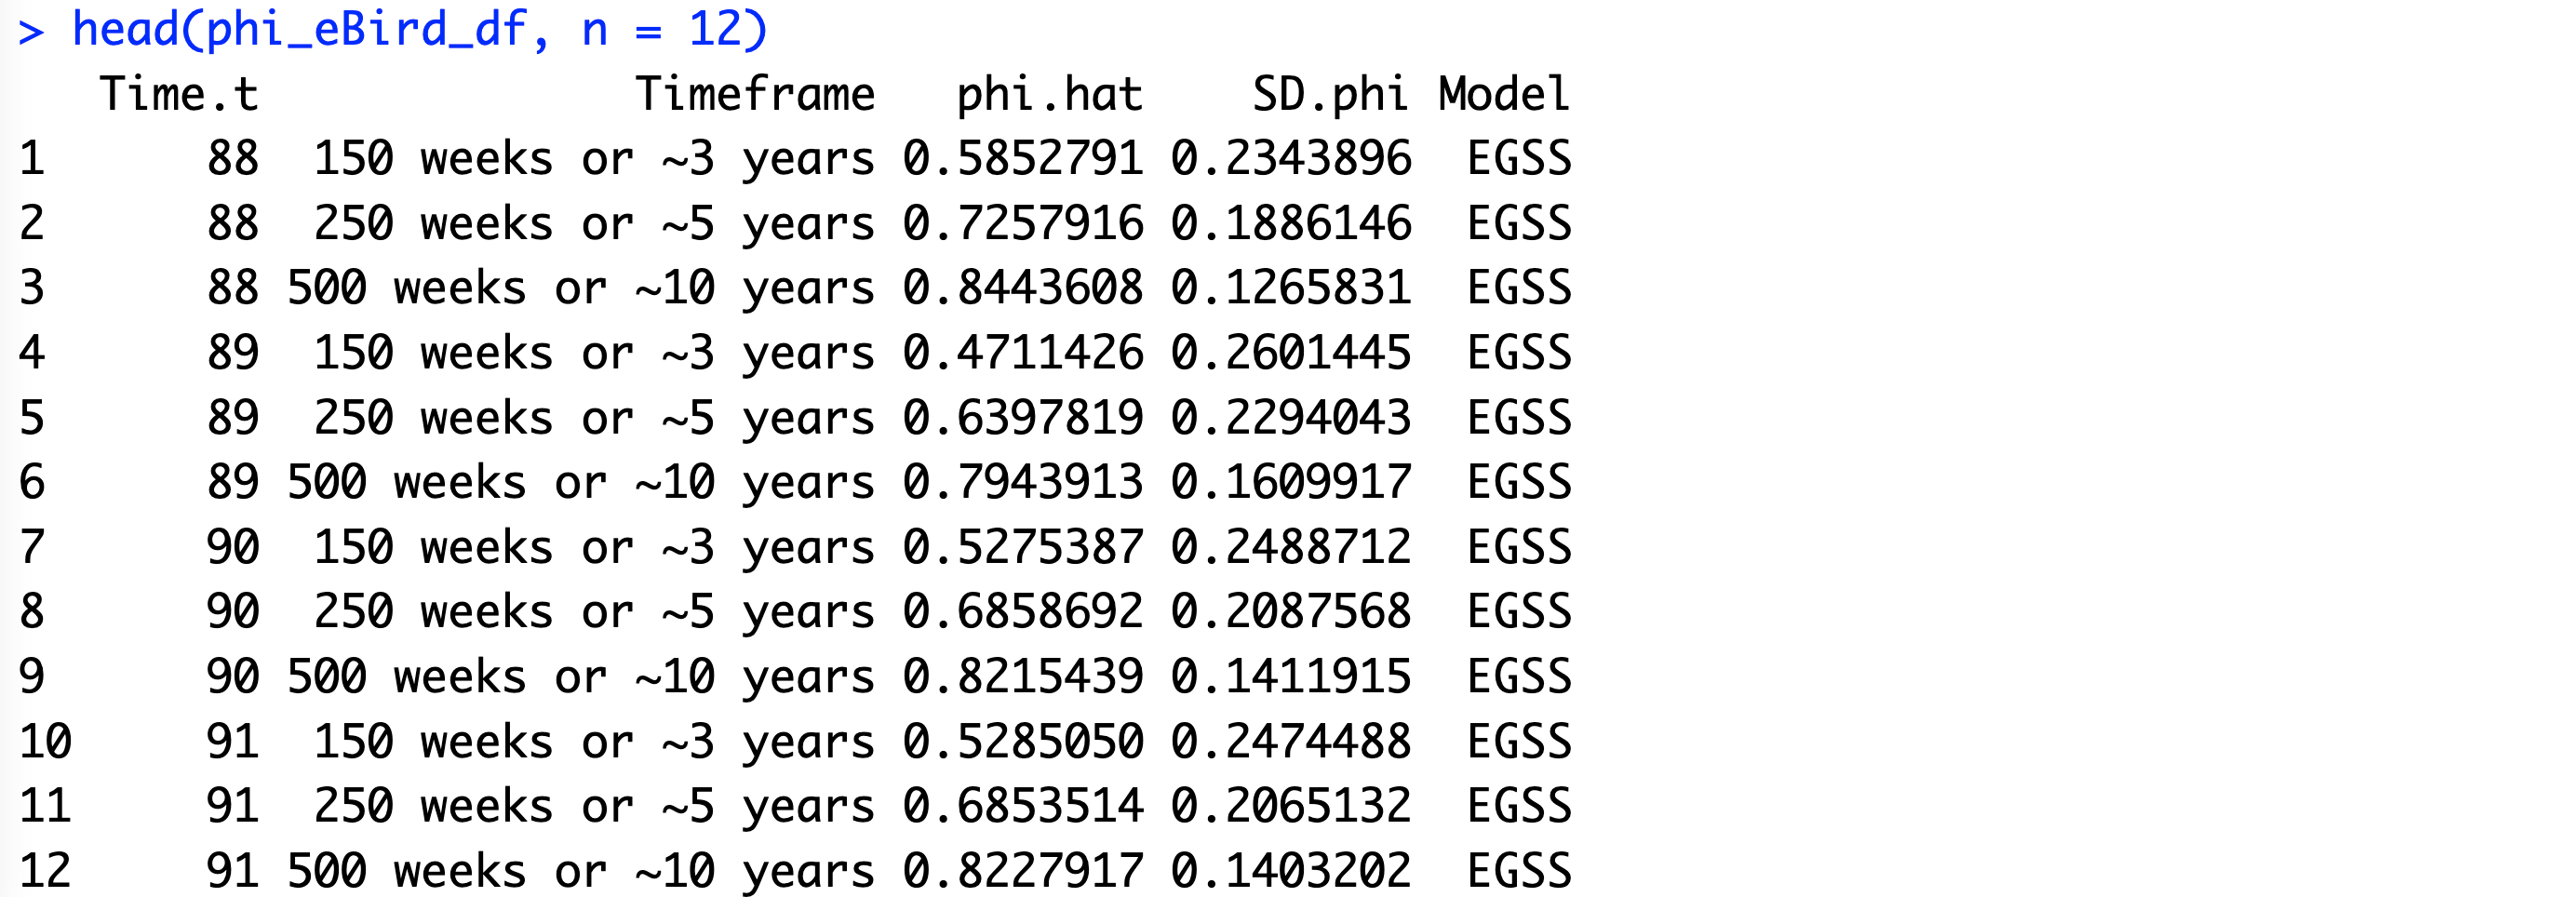 > head(phi_eBird_df, n = 12)
   Time.t              Timeframe   phi.hat    SD.phi Model
1      88  150 weeks or ~3 years 0.5852791 0.2343896  EGSS
2      88  250 weeks or ~5 years 0.7257916 0.1886146  EGSS
3      88 500 weeks or ~10 years 0.8443608 0.1265831  EGSS
4      89  150 weeks or ~3 years 0.4711426 0.2601445  EGSS
5      89  250 weeks or ~5 years 0.6397819 0.2294043  EGSS
6      89 500 weeks or ~10 years 0.7943913 0.1609917  EGSS
7      90  150 weeks or ~3 years 0.5275387 0.2488712  EGSS
8      90  250 weeks or ~5 years 0.6858692 0.2087568  EGSS
9      90 500 weeks or ~10 years 0.8215439 0.1411915  EGSS
10     91  150 weeks or ~3 years 0.5285050 0.2474488  EGSS
11     91  250 weeks or ~5 years 0.6853514 0.2065132  EGSS
12     91 500 weeks or ~10 years 0.8227917 0.1403202  EGSS